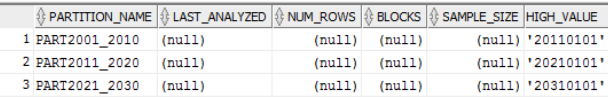 PARTITION_NAME LAST_ANALYZED NUM_ROWS BLOCKS SAMPLE_SIZE HIGH_VALUE
1 PART2001_2010 (null) (null) (null) (null) '20110101'
2 PART2011_2020 (null) (null) (null) (null) '20210101'
3 PART2021_2030 (null) (null) (null) (null) '20310101'